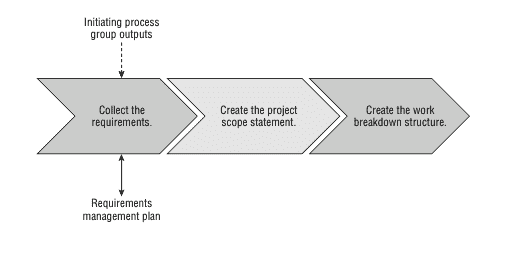 Initiating process
group outputs
Collect the
requirements.
Create the project
scope statement.
Create the work
breakdown structure.
Requirements
management plan